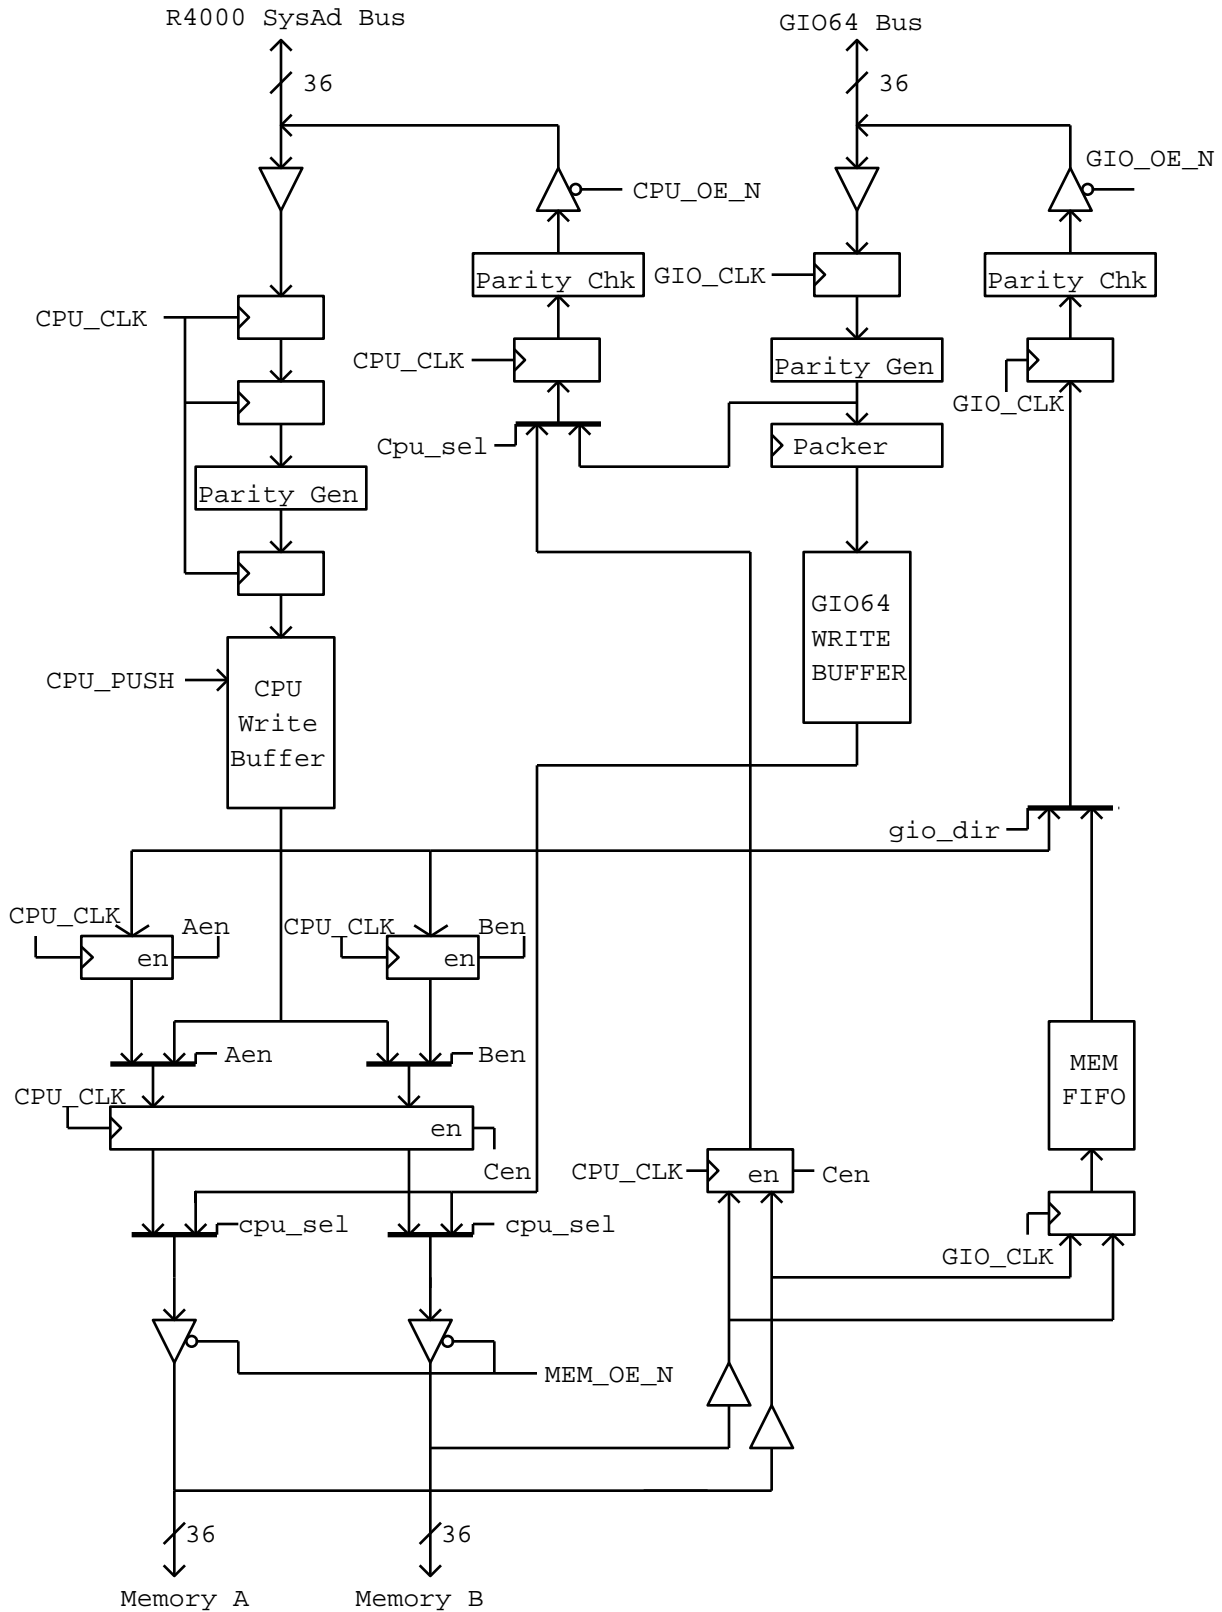 R4000 SysAd Bus
GIO64 Bus
36
36
GIO_OE_N
CPU_OE_N
Parity Chk
GIO_CLK
Parity Chk
CPU_CLK
CPU_CLK
Parity Gen
GIO_CLK
Cpu_sel
Packer
Parity Gen
GIO64
WRITE
BUFFER
CPU_PUSH
CPU
Write
Buffer
gio_dir
CPU_CLK
Aen
CPU_CLK
Ben
en
en
Aen
Ben
MEM
FIFO
CPU_CLK
en
Cen
CPU_CLK
en
Cen
cpu_sel
cpu_sel
GIO_CLK
MEM_OE_N
36
36
Memory A
Memory B